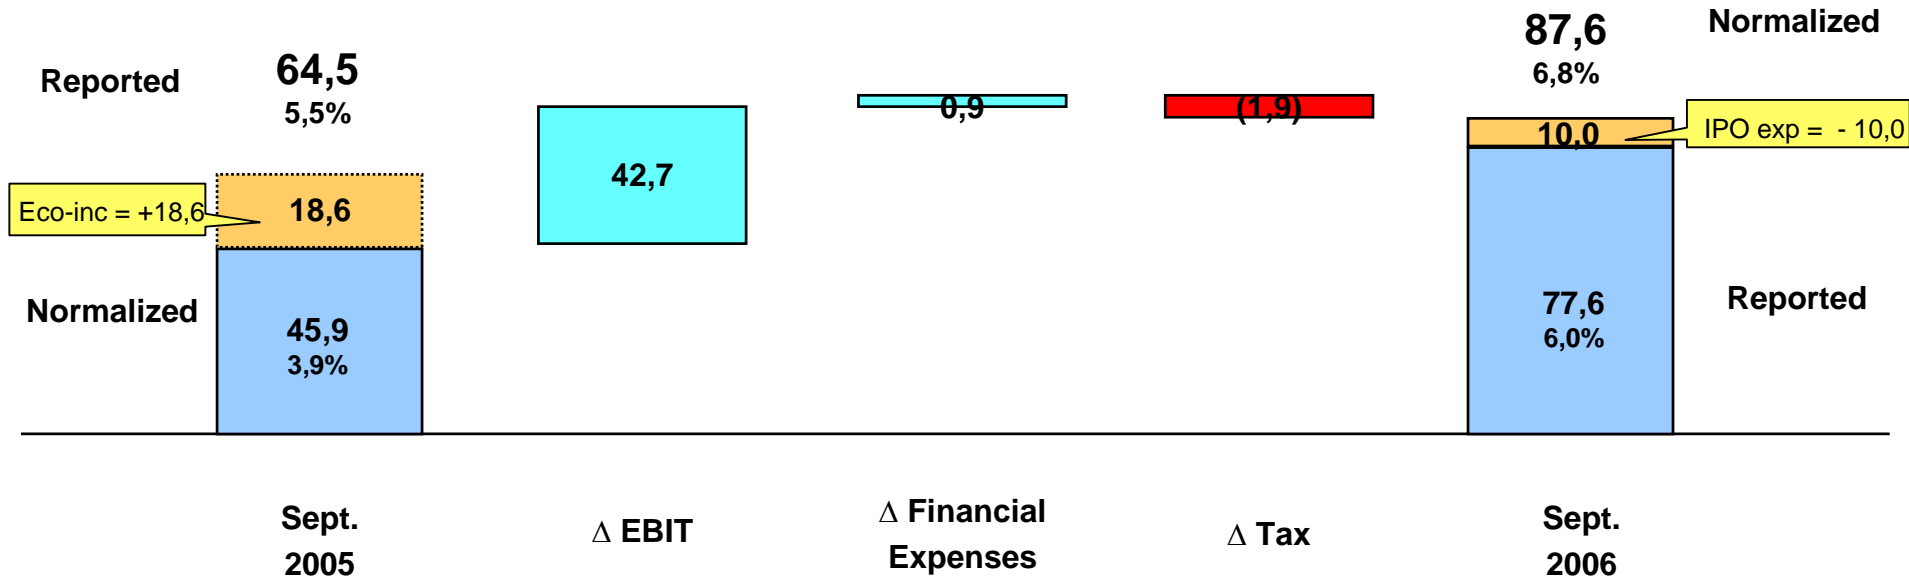 Reported
64,5
5,5%
Eco-inc = +18,6
18,6
Normalized
45,9
3,9%
42,7
0,9
(1,9)
87,6
6,8%
Normalized
10,0
IPO exp =  - 10,0
77,6
6,0%
Reported
Sept.
2005
Δ EBIT
Δ Financial
Expenses
Δ Tax
Sept.
2006